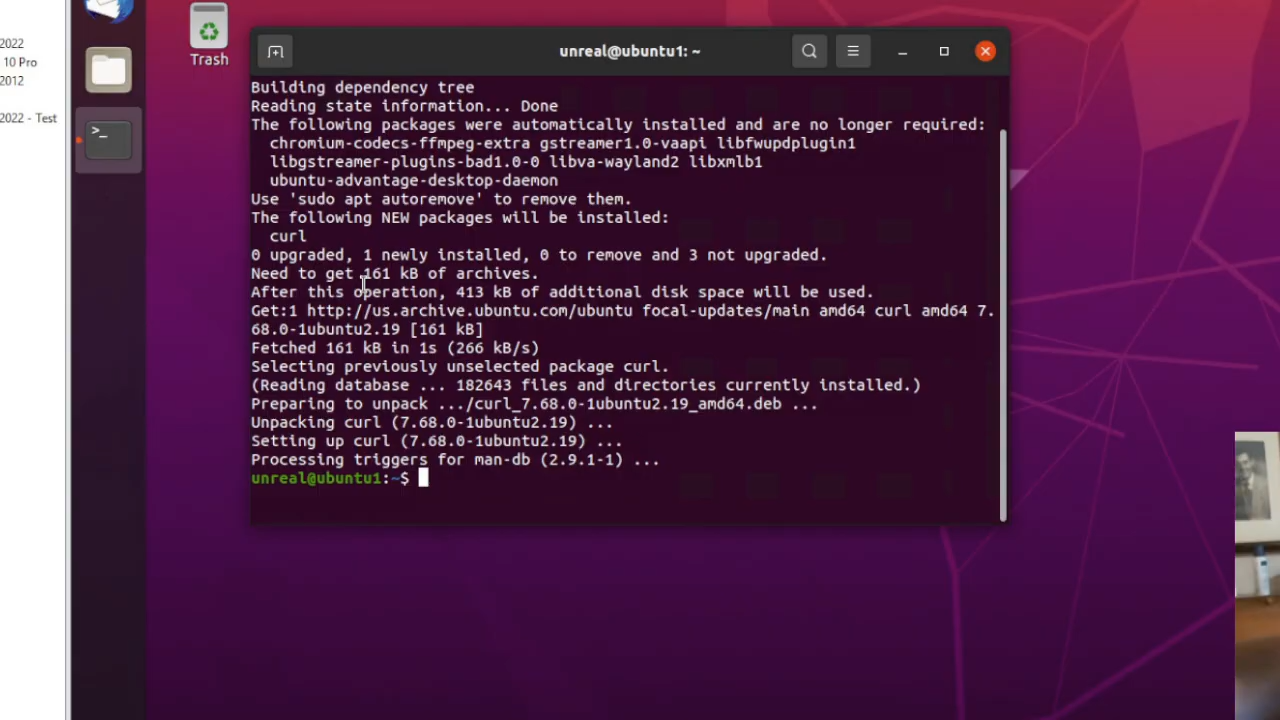 2022
10 Pro
2012
2022 - Test
Trash
unreal@ubuntu1: ~
Building dependency tree
Reading state information... Done
The following packages were automatically installed and are no longer required:
chromium-codecs-ffmpeg-extra gstreamer1.0-vaapi libfwupdplugin1
libgstreamer-plugins-bad1.0-0 libva-wayland2 libxmlb1
ubuntu-advantage-desktop-daemon
Use 'sudo apt autoremove' to remove them.
The following NEW packages will be installed:
curl
0 upgraded, 1 newly installed, 0 to remove and 3 not upgraded.
Need to get 161 kB of archives.
After this operation, 413 kB of additional disk space will be used.
Get:1 http://us.archive.ubuntu.com/ubuntu focal-updates/main amd64 curl amd64 7.
68.0-1ubuntu2.19 [161 kB]
Fetched 161 kB in 1s (266 kB/s)
Selecting previously unselected package curl.
(Reading database ... 182643 files and directories currently installed.)
Preparing to unpack .../curl_7.68.0-1ubuntu2.19_amd64.deb ...
Unpacking curl (7.68.0-1ubuntu2.19) ...
Setting up curl (7.68.0-1ubuntu2.19) ...
Processing triggers for man-db (2.9.1-1) ...
unreal@ubuntu1:~$